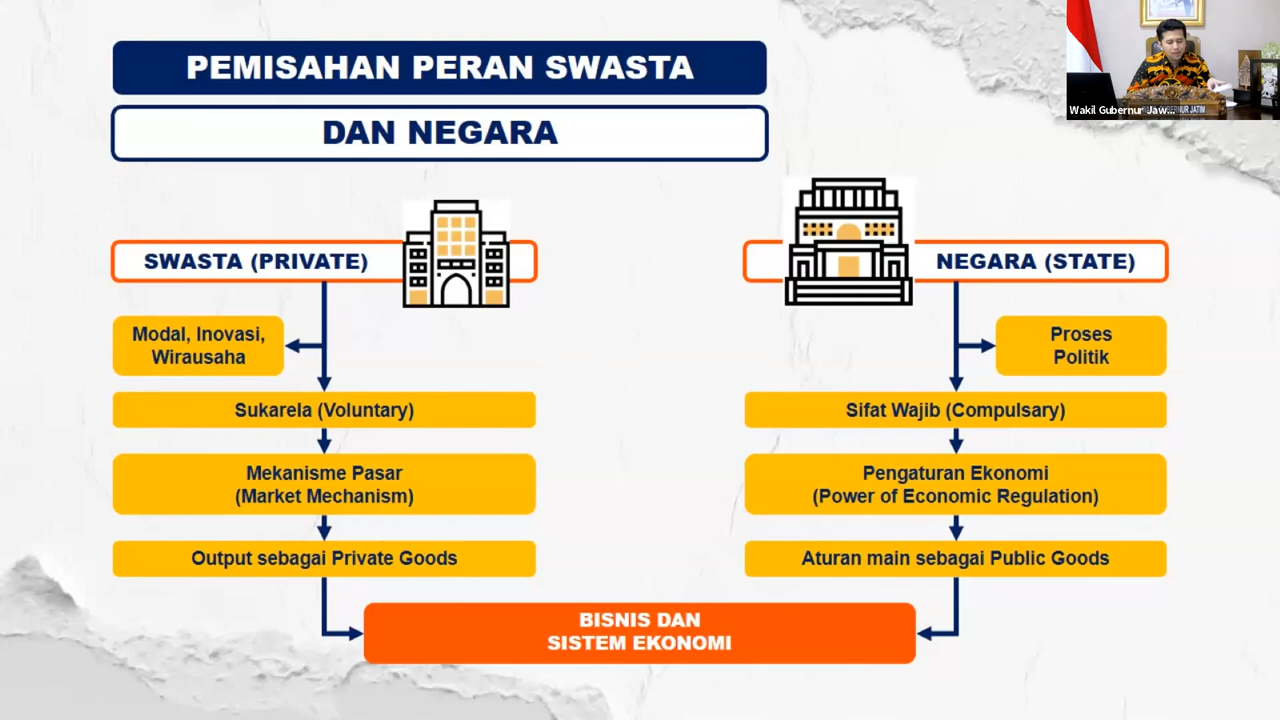 PEMISAHAN PERAN SWASTA
DAN NEGARA
Wakil Gubernur Jaw...
GUBERNUR JATIM
SWASTA (PRIVATE)
Modal, Inovasi,
Wirausaha
Sukarela (Voluntary)
Mekanisme Pasar
(Market Mechanism)
Output sebagai Private Goods
NEGARA (STATE)
Proses
Politik
Sifat Wajib (Compulsary)
Pengaturan Ekonomi
(Power of Economic Regulation)
Aturan main sebagai Public Goods
BISNIS DAN
SISTEM EKONOMI